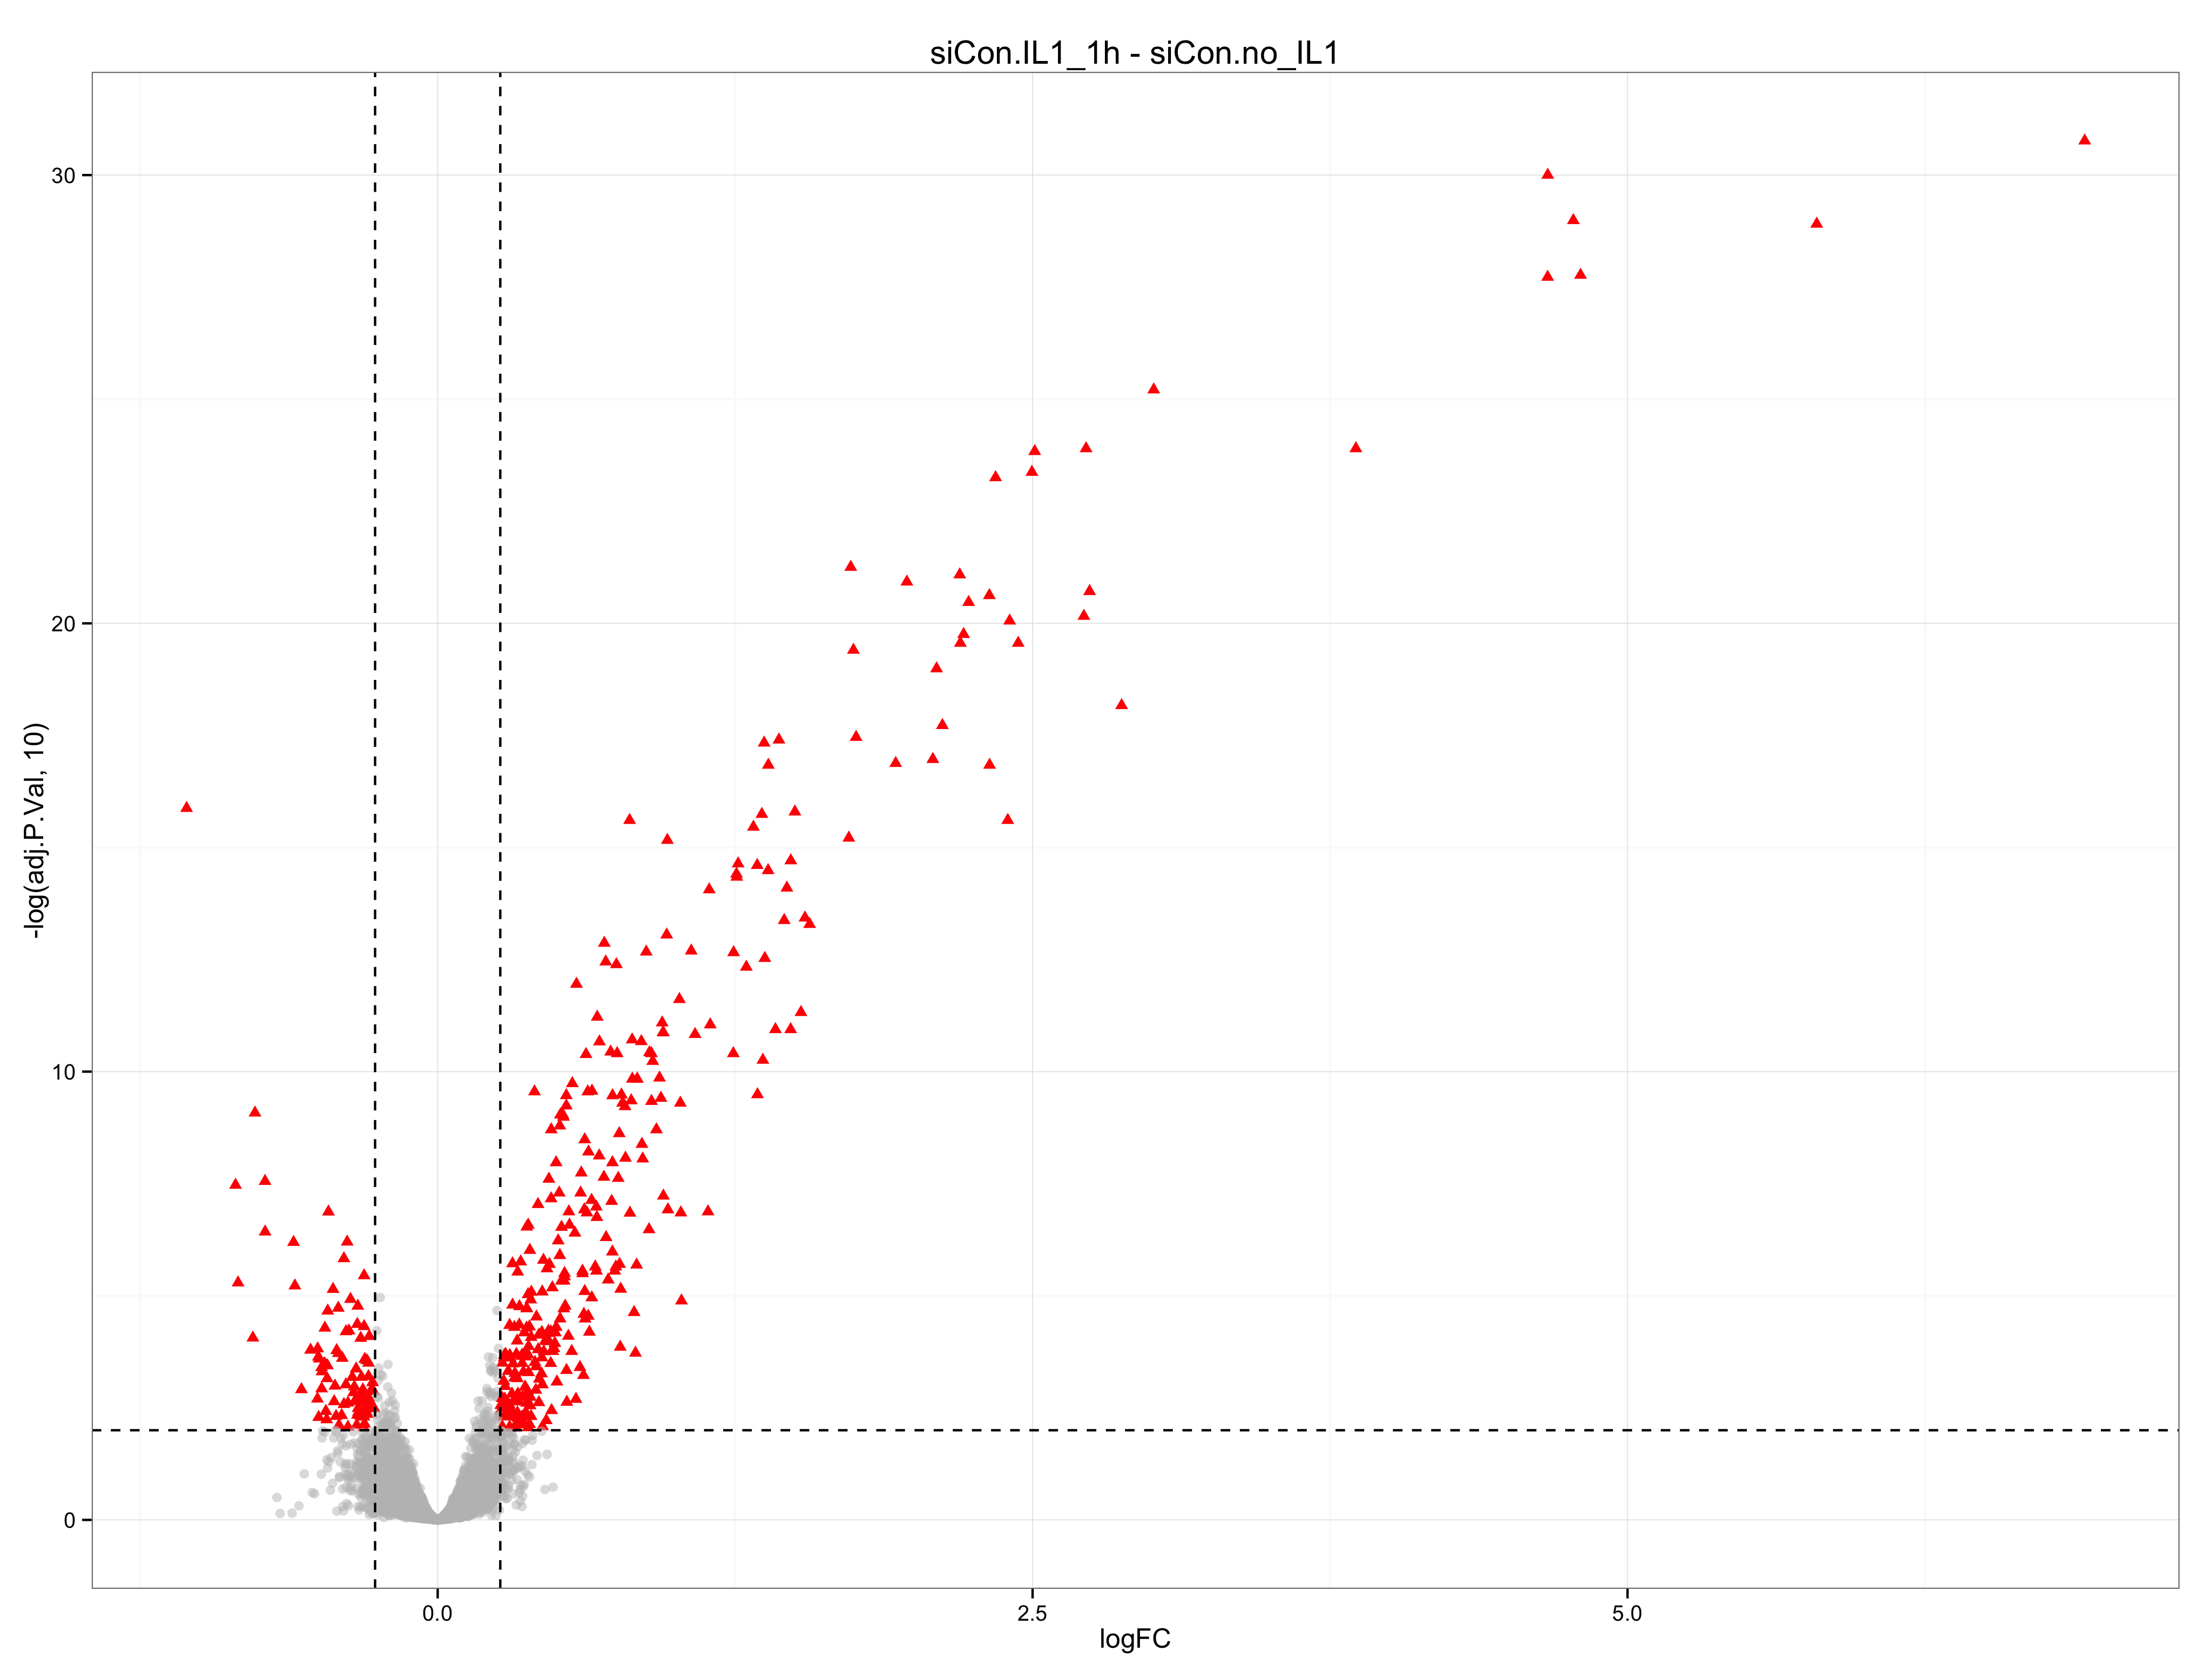 siCon.IL1_1h - siCon.no_IL1
-log(adj.P.Val, 10)
30
20
10
0
0.0 2.5 5.0
logFC